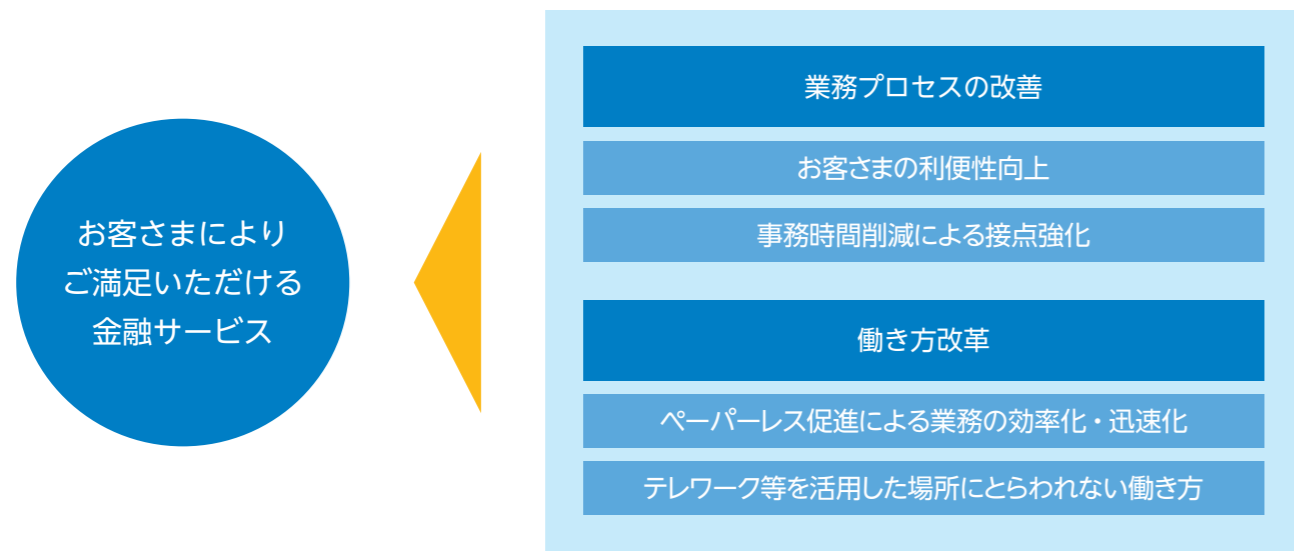 お客さまにより
ご満足いただける
金融サービス
業務プロセスの改善
お客さまの利便性向上
事務時間削減による接点強化
働き方改革
ペーパーレス促進による業務の効率化・迅速化
テレワーク等を活用した場所にとらわれない働き方